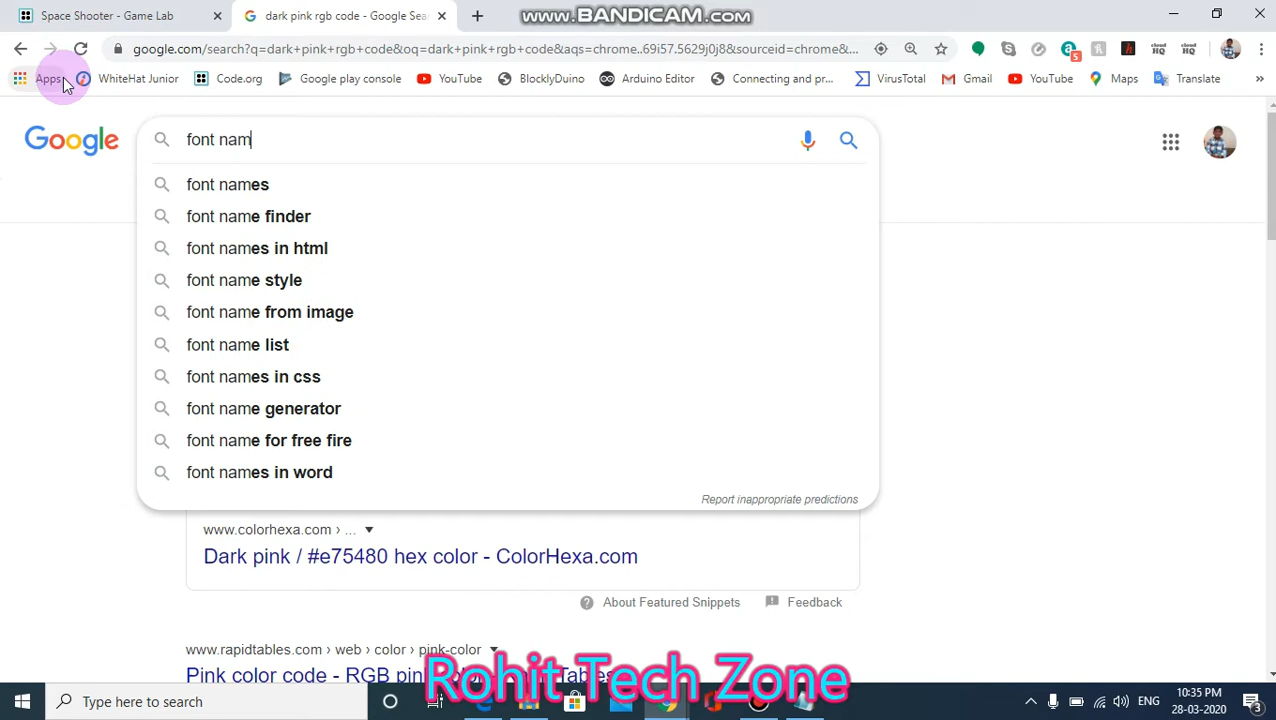 Space Shooter - Game Lab
dark pink rgb code - Google Sea
www.BANDICAM.com
google.com/search?q=dark+pink+rgb+code&oq=dark+pink+rgb+code&aqs=chrome..69i57.5629j0j8&sourceid=chrome&...
5
Apps
WhiteHat Junior
Code.org
Google play console
YouTube
BlocklyDuino
Arduino Editor
Connecting and pr...
VirusTotal
Gmail
YouTube
Maps
Translate
»
Google
font nam
font names
font name finder
font names in html
font name style
font name from image
font name list
font names in css
font name generator
font name for free fire
font names in word
Report inappropriate predictions
www.colorhexa.com › ...
Dark pink / #e75480 hex color - ColorHexa.com
About Featured Snippets
Feedback
www.rapidtables.com › web › color › pink-color
Pink color code - RGB pin
Rohit Tech Zone
Type here to search
ENG
10:35 PM
28-03-2020
3